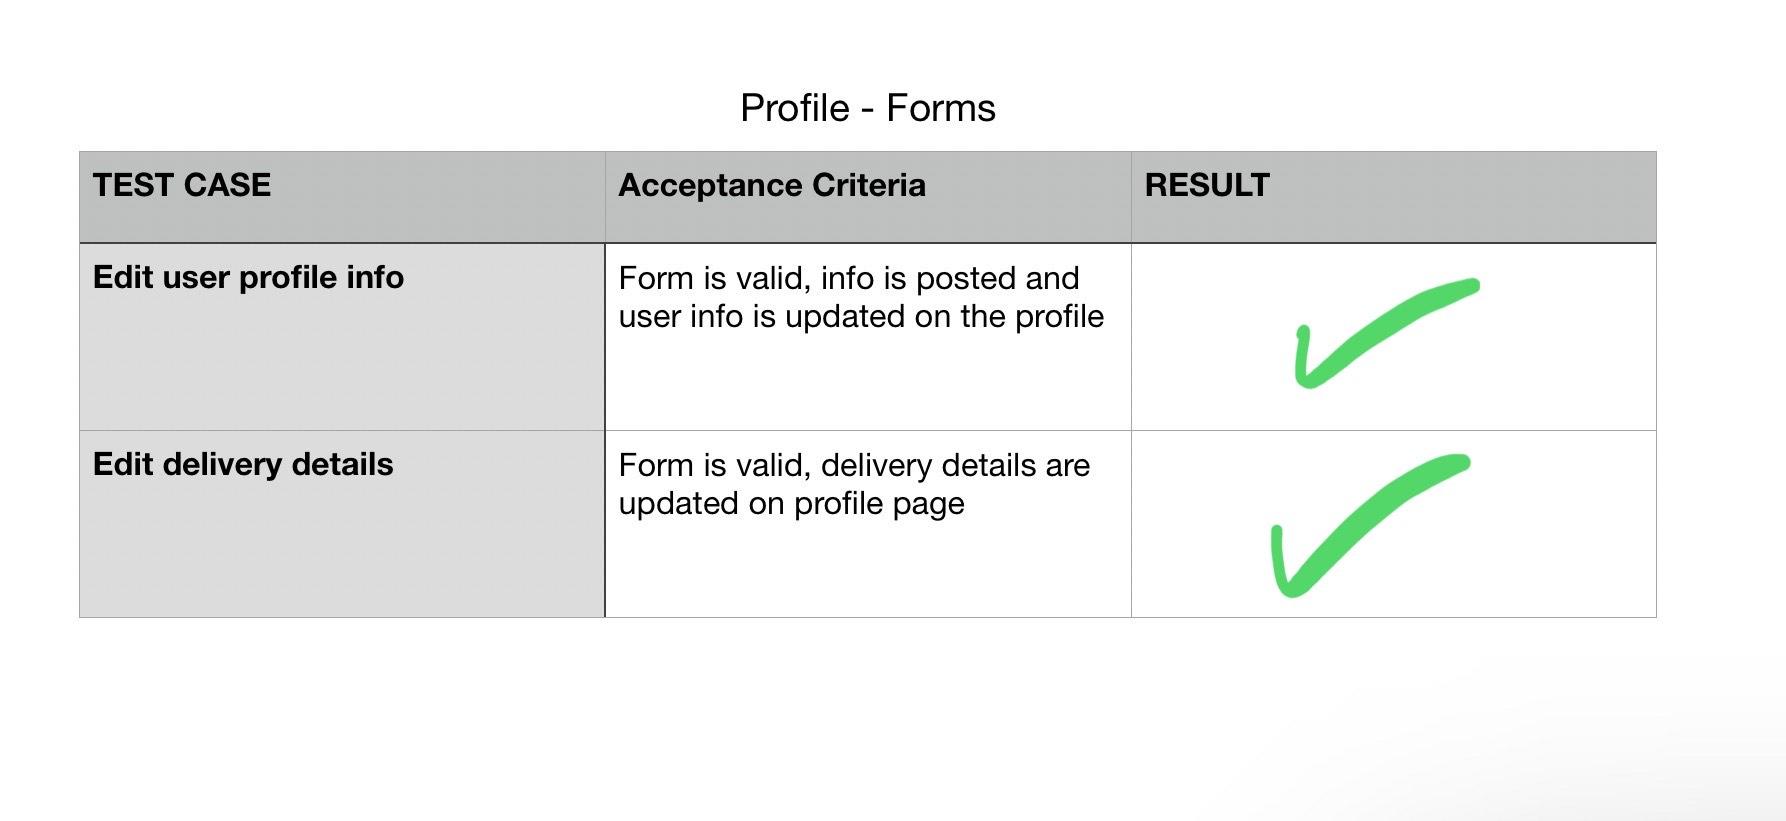 Profile - Forms
TEST CASE
Acceptance Criteria
RESULT
Edit user profile info
Form is valid, info is posted and
user info is updated on the profile
Edit delivery details
Form is valid, delivery details are
updated on profile page